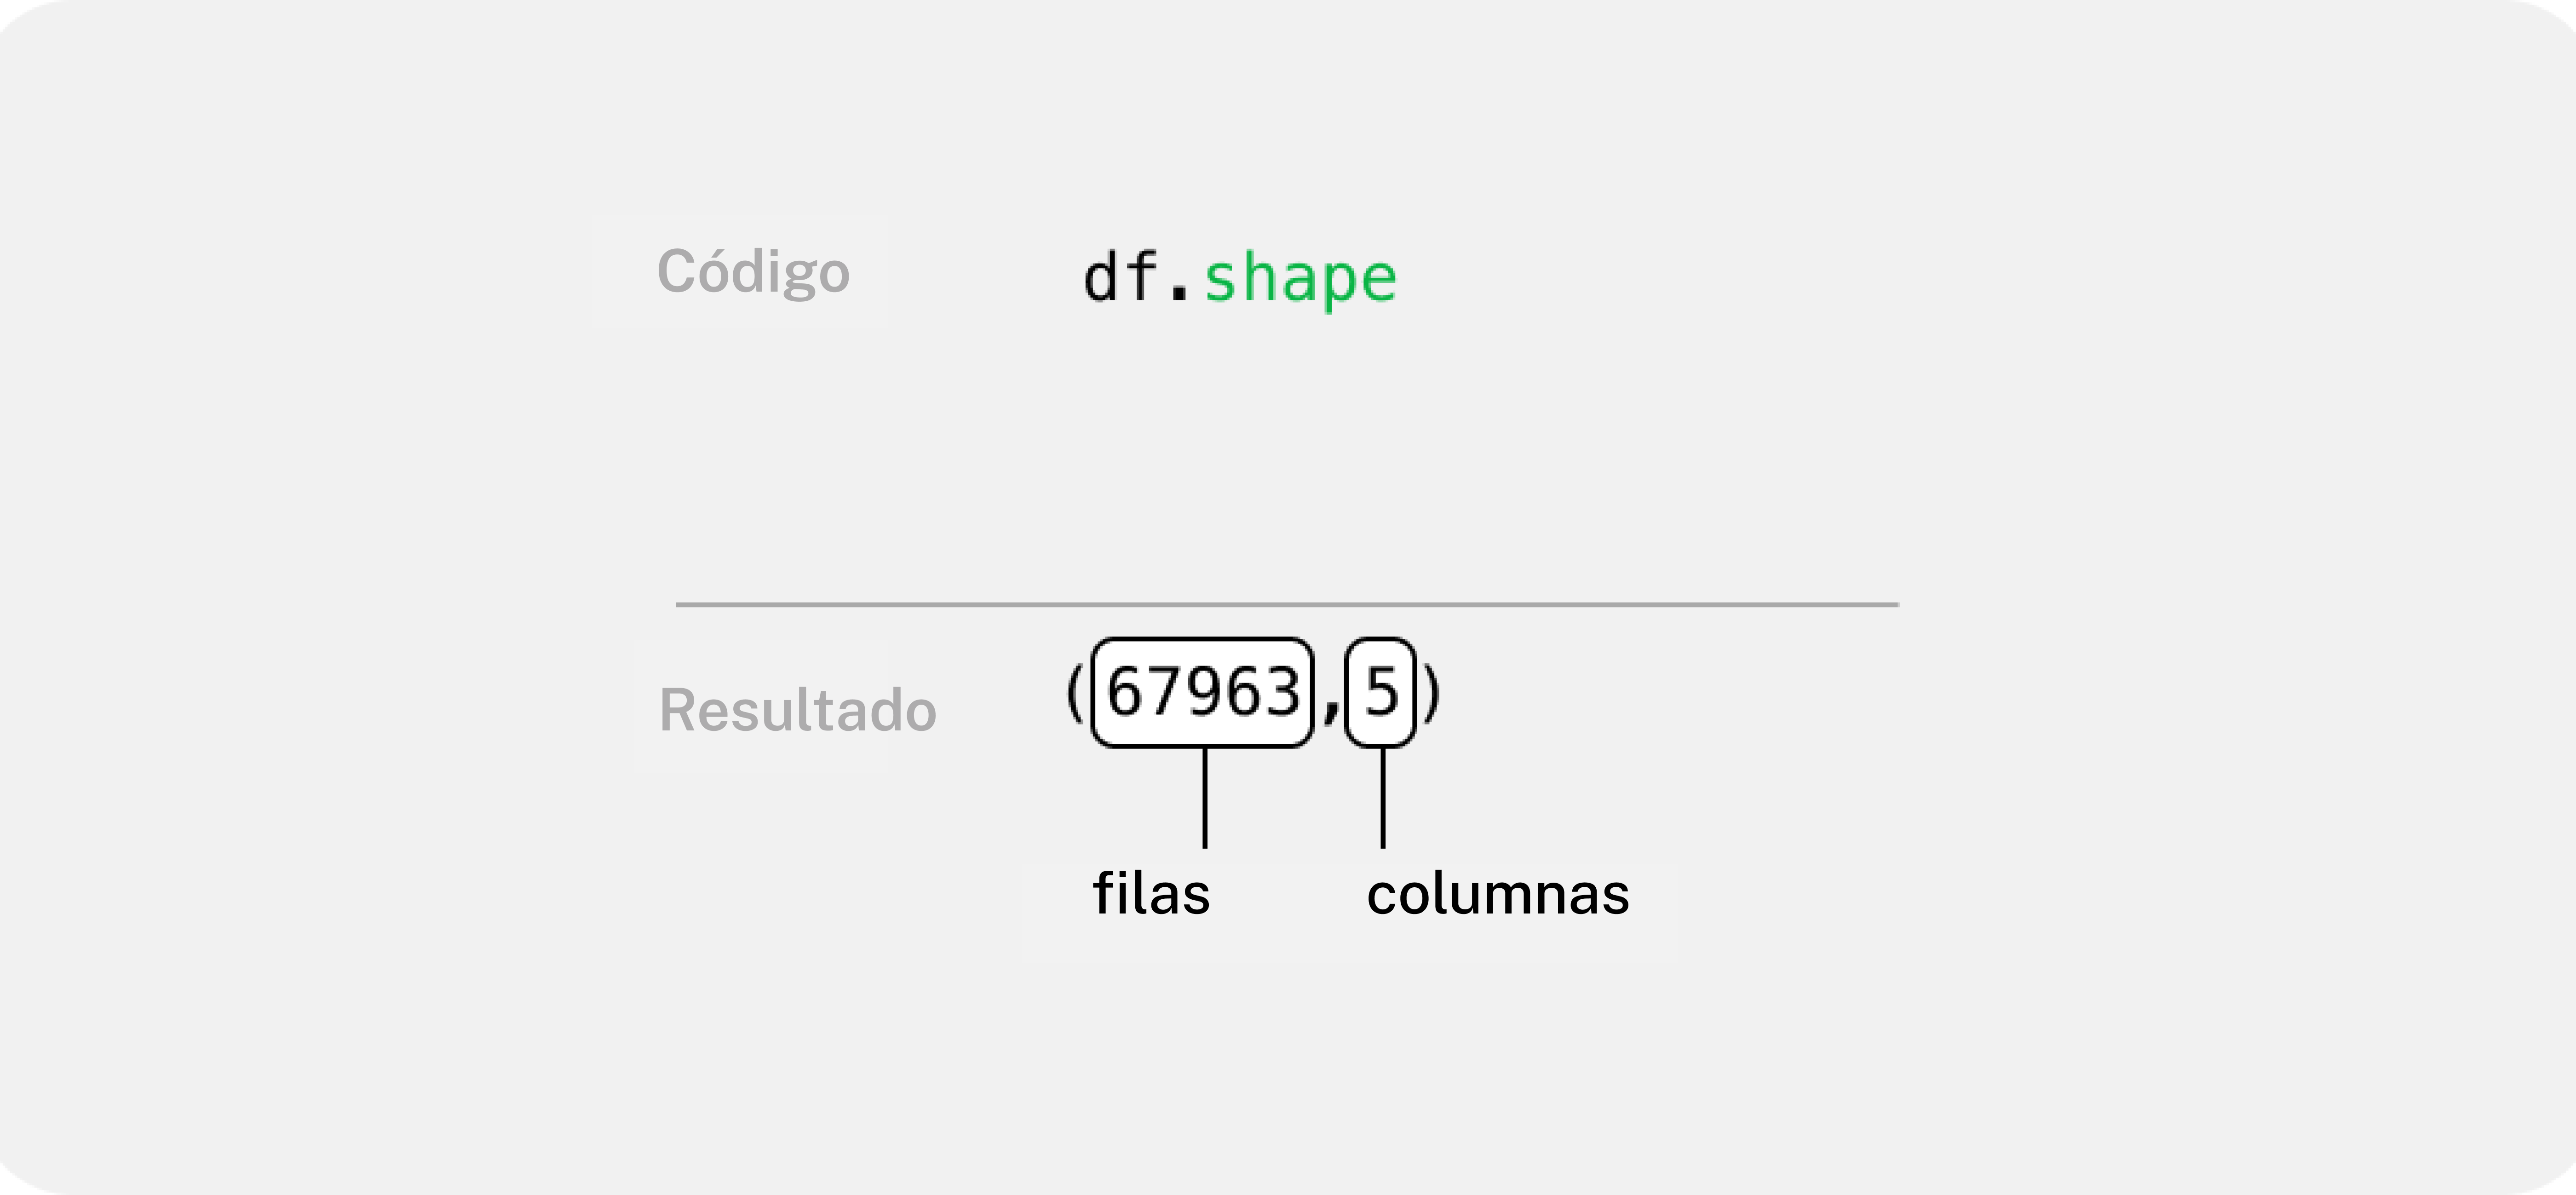 Código df.shape
Resultado (67963,5)
filas columnas